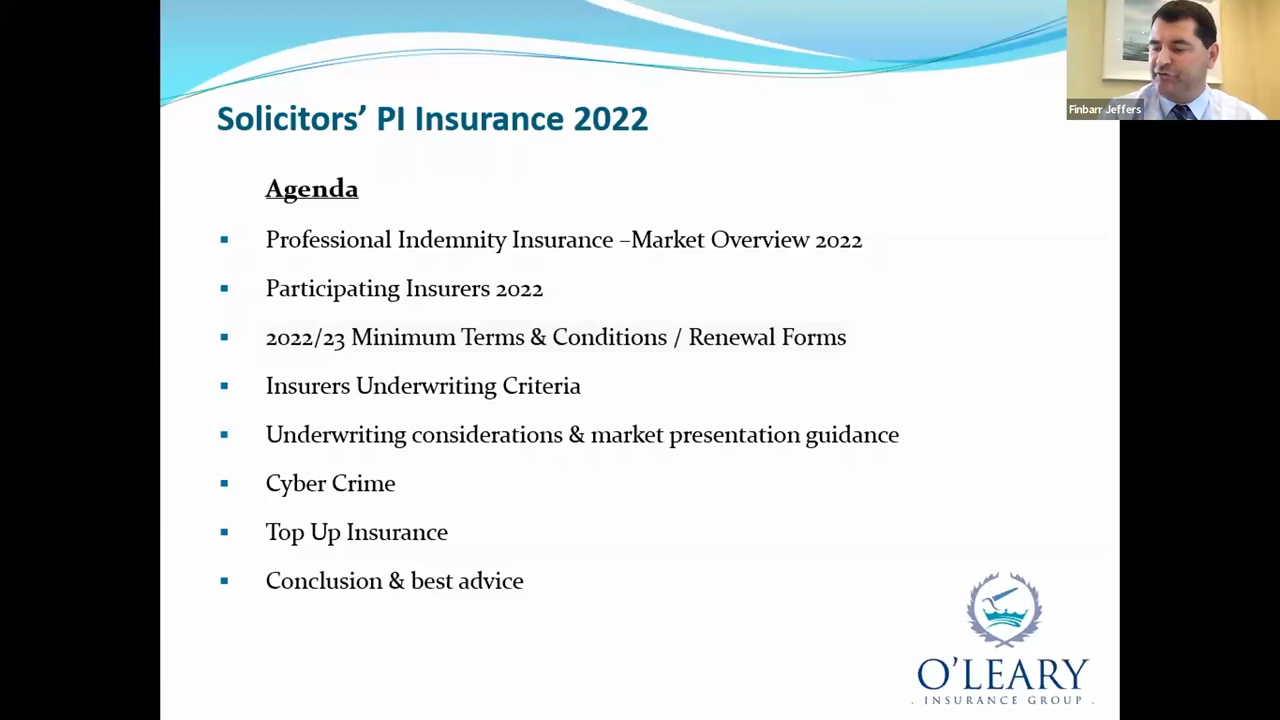 Finbarr Jeffers
Solicitors' PI Insurance 2022
Agenda
Professional Indemnity Insurance –Market Overview 2022
Participating Insurers 2022
2022/23 Minimum Terms & Conditions / Renewal Forms
Insurers Underwriting Criteria
Underwriting considerations & market presentation guidance
Cyber Crime
Top Up Insurance
Conclusion & best advice
O'LEARY
. INSURANCE GROUP .